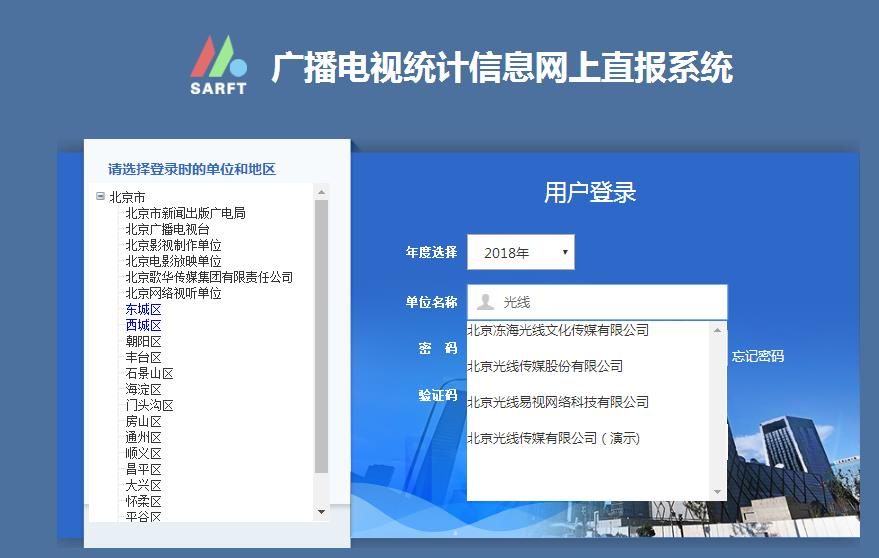 SARFT
广播电视统计信息网上直报系统
请选择登录时的单位和地区
北京市
北京市新闻出版广电局
北京广播电视台
北京影视制作单位
北京电影放映单位
北京歌华传媒集团有限责任公司
北京网络视听单位
东城区
西城区
朝阳区
丰台区
石景山区
海淀区
门头沟区
房山区
通州区
顺义区
昌平区
大兴区
怀柔区
平谷区
用户登录
年度选择 2018年
单位名称 光线
北京冻海光线文化传媒有限公司
密 码 忘记密码
北京光线传媒股份有限公司
验证码
北京光线易视网络科技有限公司
北京光线传媒有限公司(演示)